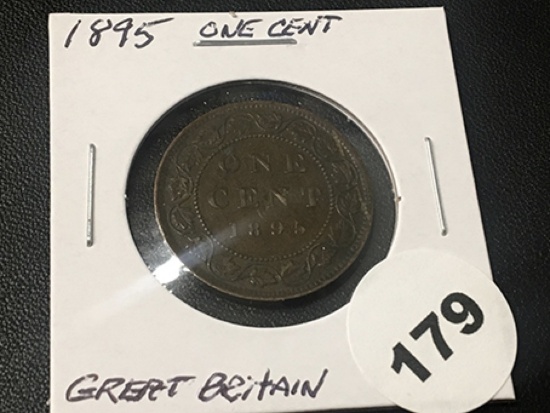 1895 ONE CENT
ONE
CENT
1895
179
GREAT BRITAIN